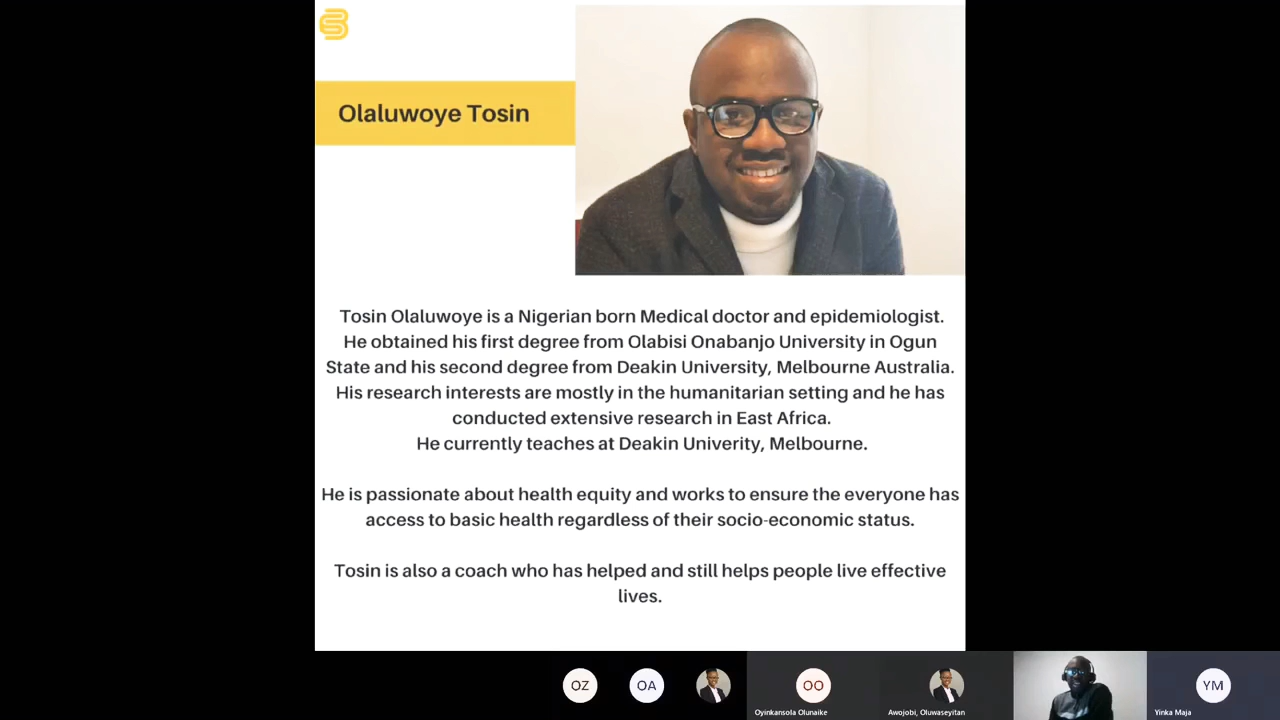 Olaluwoye Tosin
Tosin Olaluwoye is a Nigerian born Medical doctor and epidemiologist.
He obtained his first degree from Olabisi Onabanjo University in Ogun
State and his second degree from Deakin University, Melbourne Australia.
His research interests are mostly in the humanitarian setting and he has
conducted extensive research in East Africa.
He currently teaches at Deakin Univerity, Melbourne.
He is passionate about health equity and works to ensure the everyone has
access to basic health regardless of their socio-economic status.
Tosin is also a coach who has helped and still helps people live effective
lives.
OZ
OA
OO
YM
Oyinkansola Olunaike
Awojobi, Oluwaseyitan
Yinka Maja